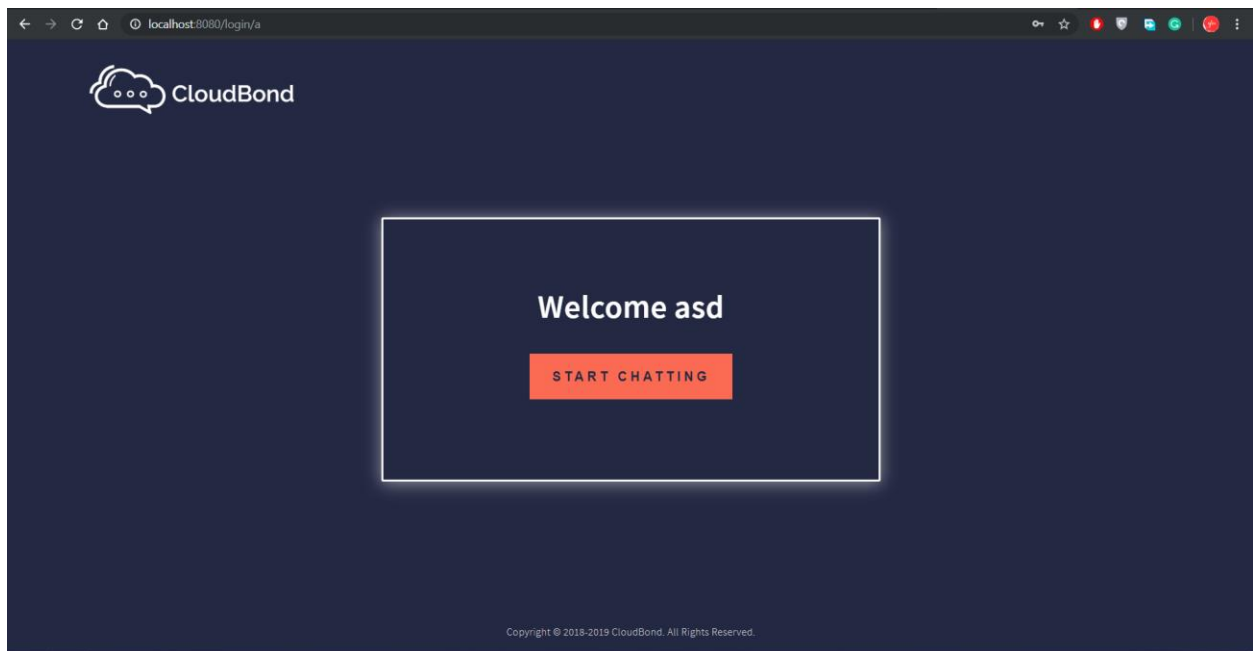 localhost:8080/login/a
CloudBond
Welcome asd
START CHATTING
Copyright © 2018-2019 CloudBond. All Rights Reserved.